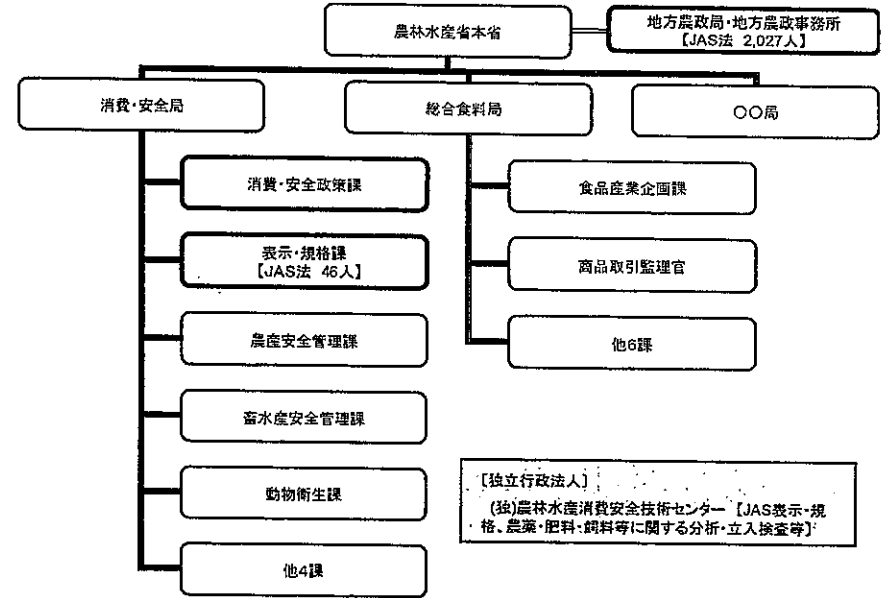 農林水産省本省
地方農政局・地方農政事務所
【JAS法 2,027人】
消費・安全局
総合食料局
〇〇局
消費・安全政策課
表示・規格課
【JAS法 46人】
農産安全管理課
畜水産安全管理課
動物衛生課
他4課
食品産業企画課
商品取引監理官
他6課
［独立行政法人］
(独)農林水産消費安全技術センター 【JAS表示・規
格、農薬・肥料・飼料等に関する分析・立入検査等】